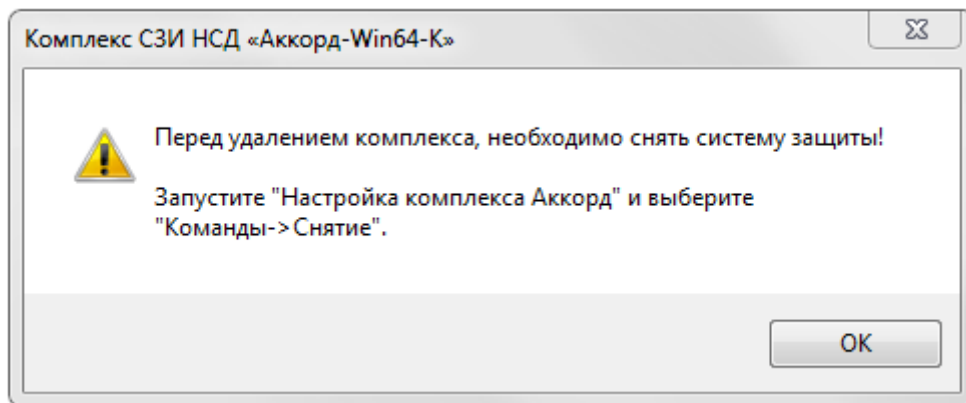 Комплекс СЗИ НСД «Аккорд-Win64-К»
Перед удалением комплекса, необходимо снять систему защиты!
Запустите "Настройка комплекса Аккорд" и выберите
"Команды->Снятие".
ОК